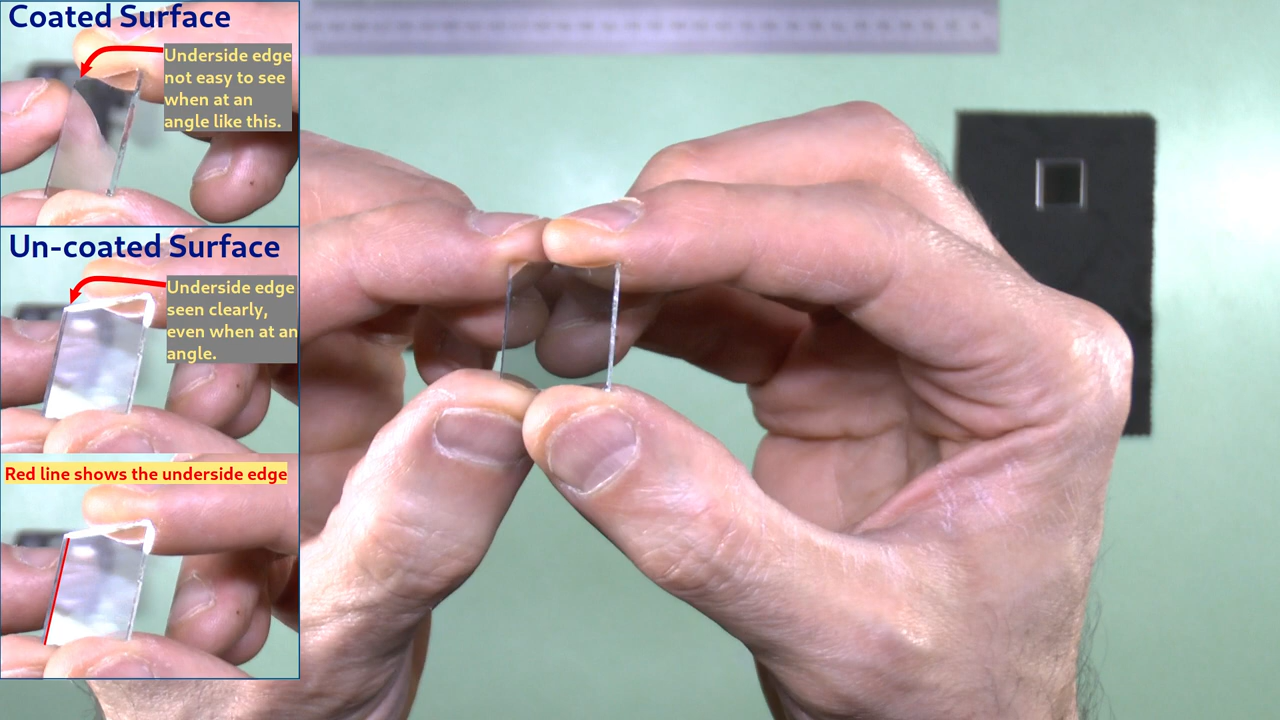 Coated Surface
Underside edge
not easy to see
when at an
angle like this.
Un-coated Surface
Underside edge
seen clearly,
even when at an
angle.
Red line shows the underside edge